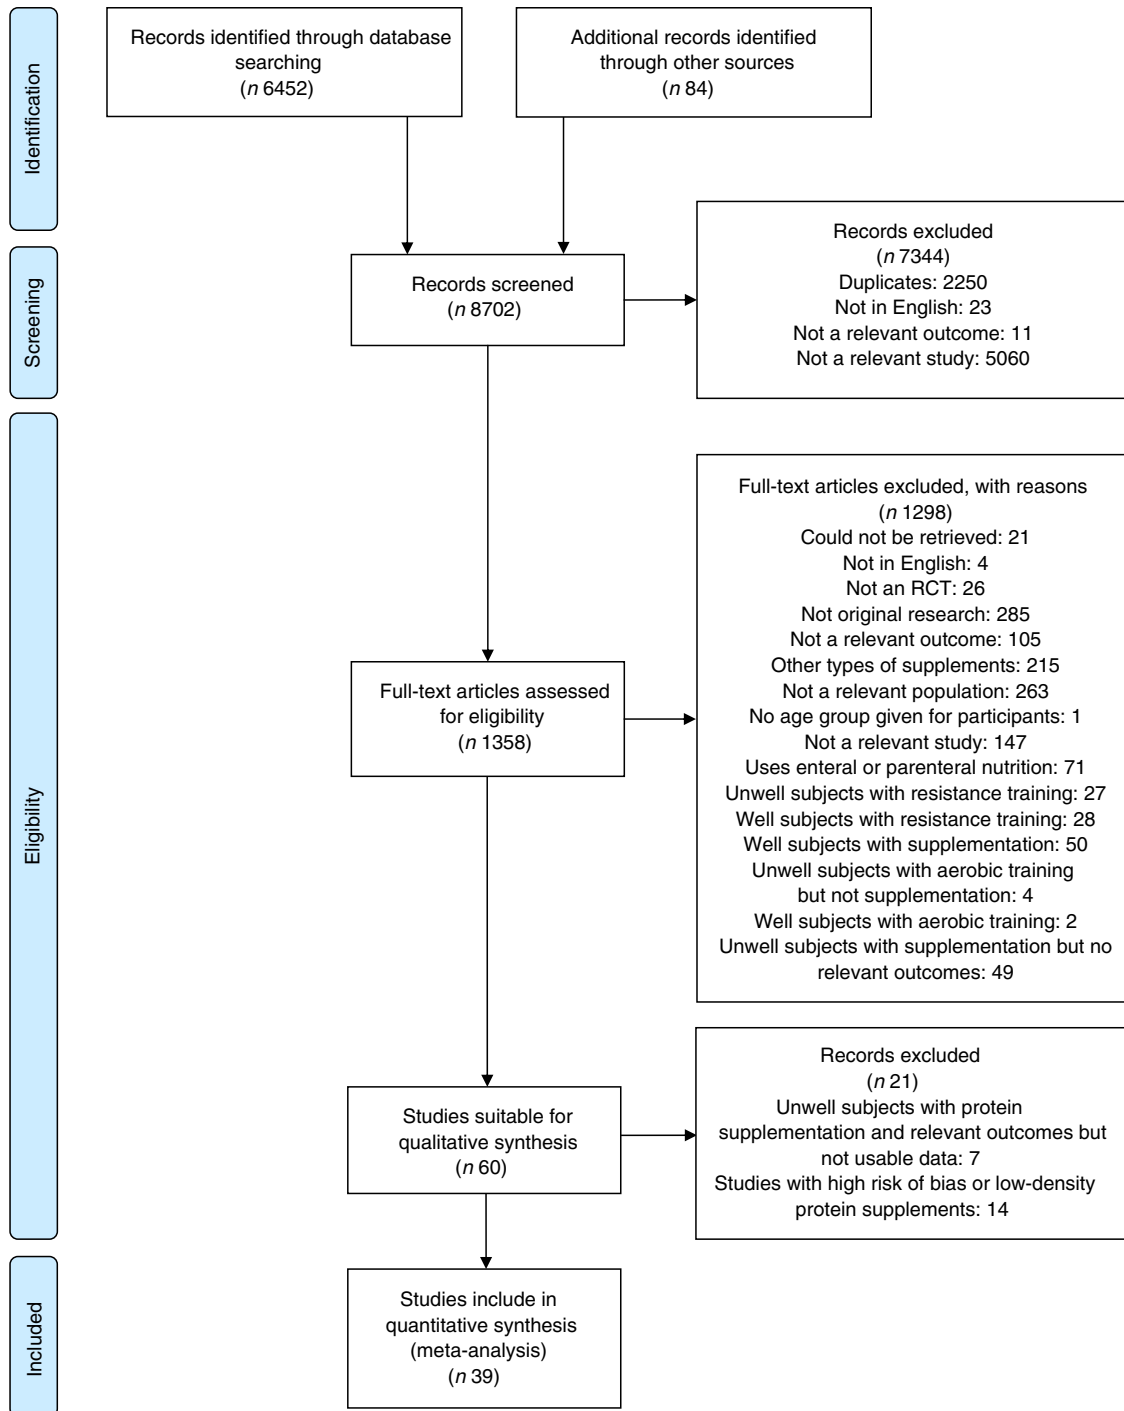 Identification
Records identified through database
searching
(n 6452)
Additional records identified
through other sources
(n 84)
Screening
Records screened
(n 8702)
Records excluded
(n 7344)
Duplicates: 2250
Not in English: 23
Not a relevant outcome: 11
Not a relevant study: 5060
Eligibility
Full-text articles assessed
for eligibility
(n 1358)
Full-text articles excluded, with reasons
(n 1298)
Could not be retrieved: 21
Not in English: 4
Not an RCT: 26
Not original research: 285
Not a relevant outcome: 105
Other types of supplements: 215
Not a relevant population: 263
No age group given for participants: 1
Not a relevant study: 147
Uses enteral or parenteral nutrition: 71
Unwell subjects with resistance training: 27
Well subjects with resistance training: 28
Well subjects with supplementation: 50
Unwell subjects with aerobic training
but not supplementation: 4
Well subjects with aerobic training: 2
Unwell subjects with supplementation but no
relevant outcomes: 49
Studies suitable for
qualitative synthesis
(n 60)
Records excluded
(n 21)
Unwell subjects with protein
supplementation and relevant outcomes but
not usable data: 7
Studies with high risk of bias or low-density
protein supplements: 14
Included
Studies include in
quantitative synthesis
(meta-analysis)
(n 39)